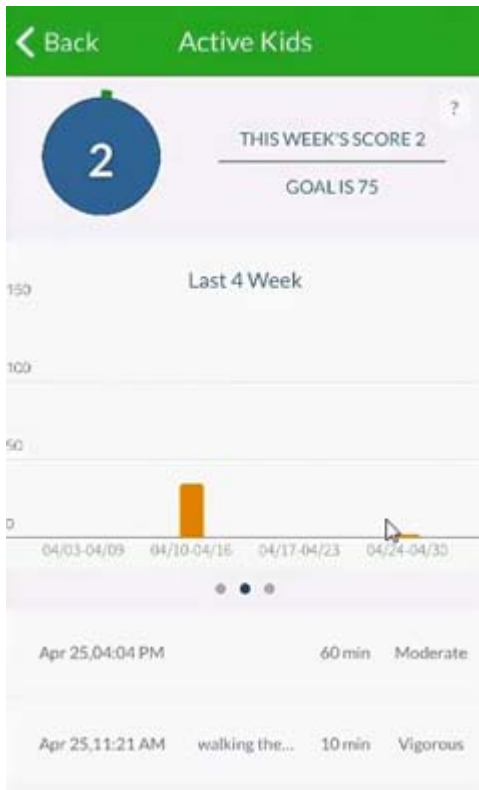 Back Active Kids
?
2
THIS WEEK'S SCORE 2
GOAL IS 75
Last 4 Week
150
100
50
0
04/03-04/09 04/10-04/16 04/17-04/23 04/24-04/30
Apr 25,04:04 PM 60 min Moderate
Apr 25,11:21 AM walking the... 10 min Vigorous